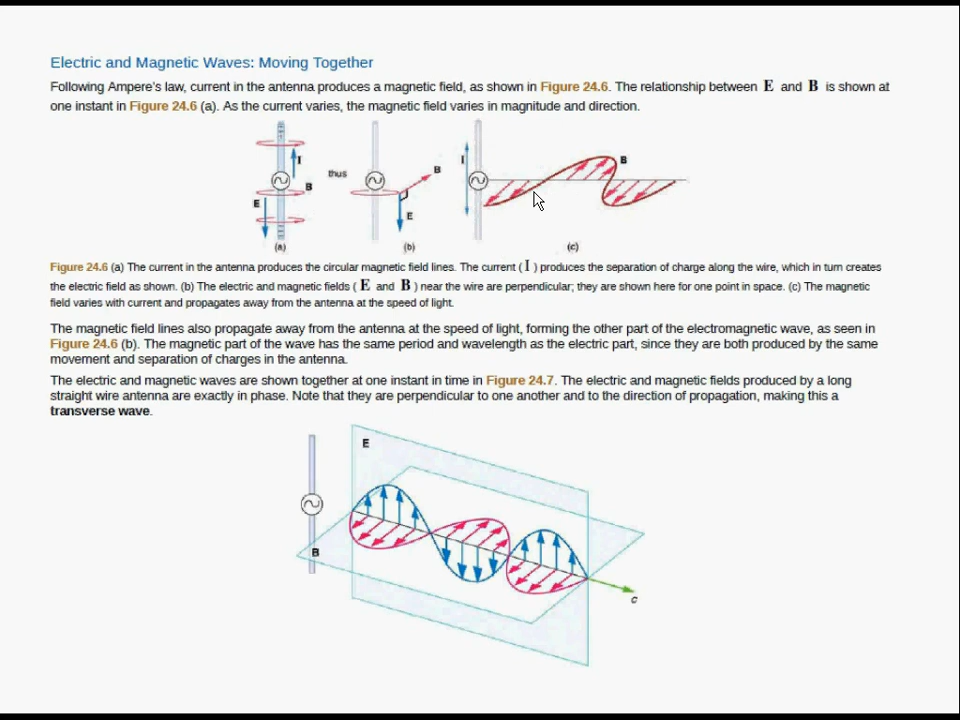 Electric and Magnetic Waves: Moving Together
Following Ampere's law, current in the antenna produces a magnetic field, as shown in Figure 24.6. The relationship between E and B is shown at
one instant in Figure 24.6 (a). As the current varies, the magnetic field varies in magnitude and direction.
I
B
E
(a)
thus
B
E
(b)
I
B
(c)
Figure 24.6 (a) The current in the antenna produces the circular magnetic field lines. The current ( I ) produces the separation of charge along the wire, which in turn creates
the electric field as shown. (b) The electric and magnetic fields ( E and B ) near the wire are perpendicular; they are shown here for one point in space. (c) The magnetic
field varies with current and propagates away from the antenna at the speed of light.
The magnetic field lines also propagate away from the antenna at the speed of light, forming the other part of the electromagnetic wave, as seen in
Figure 24.6 (b). The magnetic part of the wave has the same period and wavelength as the electric part, since they are both produced by the same
movement and separation of charges in the antenna.
The electric and magnetic waves are shown together at one instant in time in Figure 24.7. The electric and magnetic fields produced by a long
straight wire antenna are exactly in phase. Note that they are perpendicular to one another and to the direction of propagation, making this a
transverse wave.
E
B
c